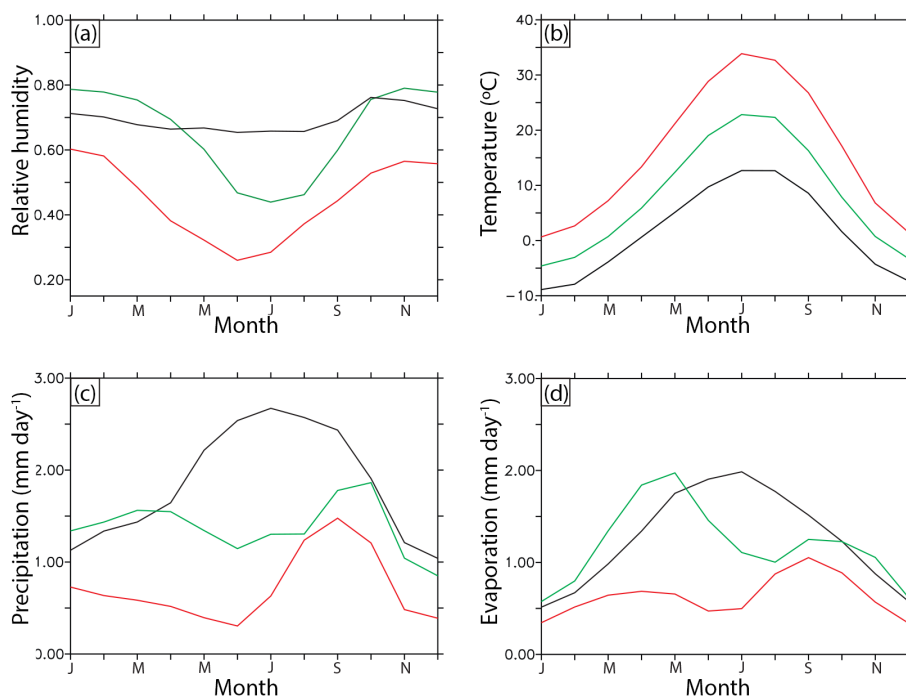 (a)
1.00
0.80
0.60
0.40
0.20
Relative humidity
J M M J S N
Month
(b)
40.
30.
20.
10.
0.
−10.
Temperature (ºC)
J M M J S N
Month
(c)
3.00
2.00
1.00
0.00
Precipitation (mm day⁻¹)
J M M J S N
Month
(d)
3.00
2.00
1.00
0.00
Evaporation (mm day⁻¹)
J M M J S N
Month